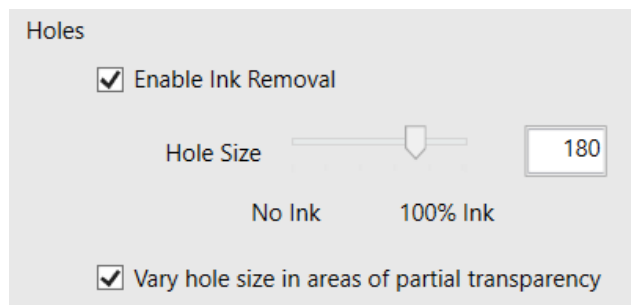 Holes
Enable Ink Removal
Hole Size 180
No Ink 100% Ink
Vary hole size in areas of partial transparency